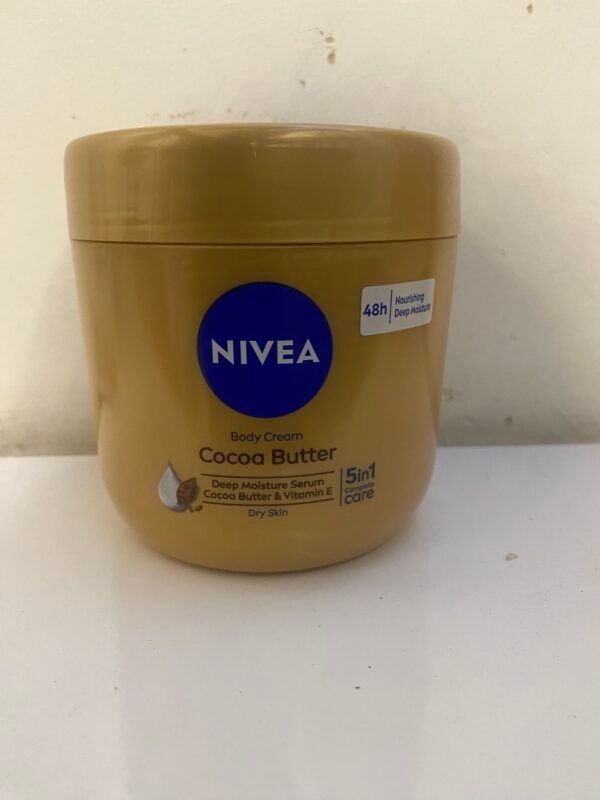 48h
Nourishing
Deep Moisture
NIVEA
Body Cream
Cocoa Butter
Deep Moisture Serum
Cocoa Butter & Vitamin E
5in1
Complete
care
Dry Skin